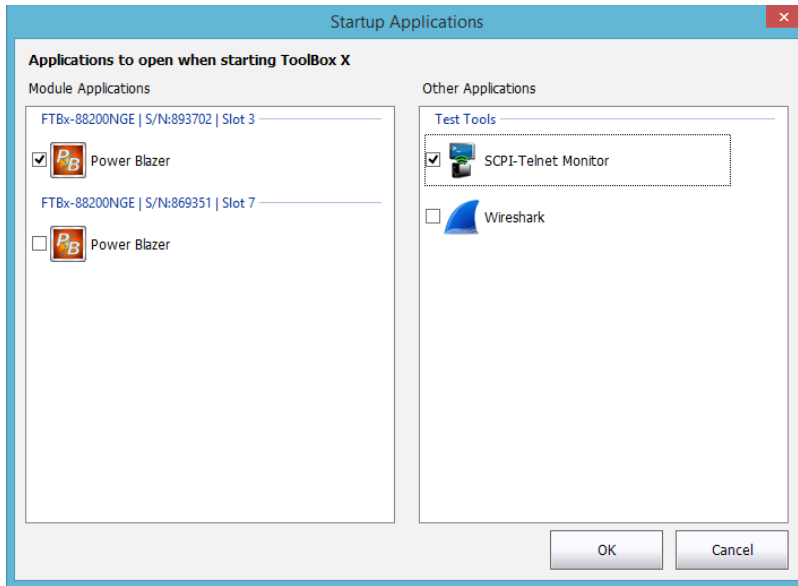 Startup Applications
Applications to open when starting ToolBox X
Module Applications
FTBx-88200NGE | S/N:893702 | Slot 3
Power Blazer
FTBx-88200NGE | S/N:869351 | Slot 7
Power Blazer
Other Applications
Test Tools
SCPI-Telnet Monitor
Wireshark
OK
Cancel